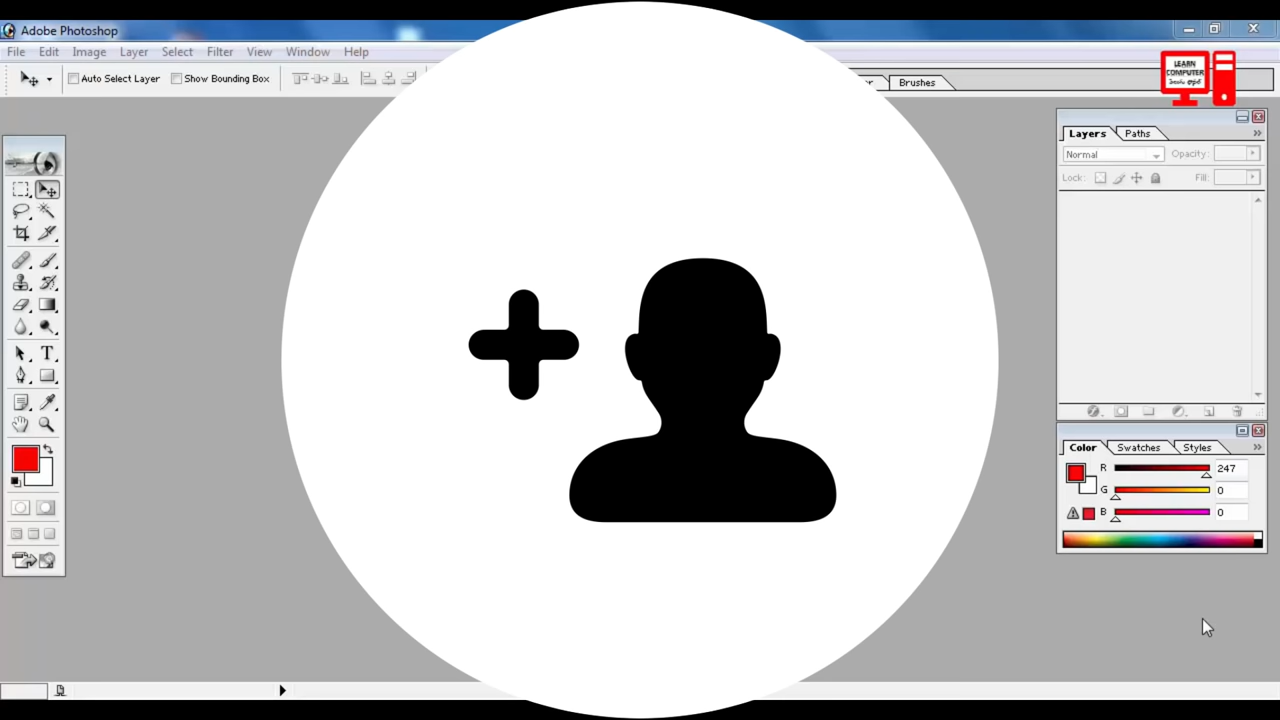 Adobe Photoshop
File Edit Image Layer Select Filter View Window Help
Auto Select Layer Show Bounding Box
Brushes
LEARN
COMPUTER
Layers Paths
Normal Opacity:
Lock: Fill:
Color Swatches Styles
R 247
G 0
B 0